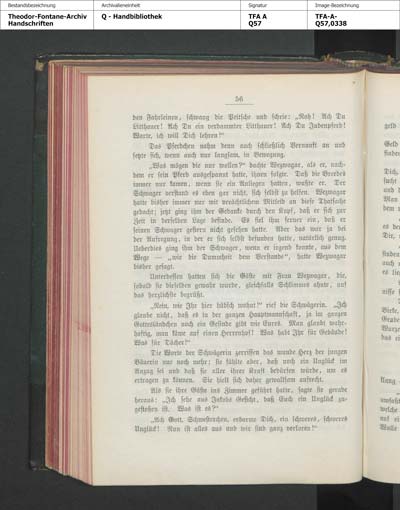 Bestandsbezeichnung
Archivalieneinheit
Signatur
Image-Bezeichnung
Theodor-Fontane-Archiv
Handschriften
Q - Handbibliothek
TFA A
Q57
TFA-A-
Q57,0338
56
den Fahrleinen, schwang die Peitsche und schrie: „Noh! Ach Du
Litthauer! Ach Du ein verdammter Litthauer! Ach Du Judenpferd!
Warte, ich will Dich lehren!“
Das Pferdchen nahm denn auch schließlich Vernunft an und
setzte sich, wenn auch nur langsam, in Bewegung.
„Was mögen die nur wollen?“ dachte Wezwagar, als er, nach-
dem er sein Pferd ausgespannt hatte, ihnen folgte. Daß die Gaedes
immer nur kamen, wenn sie ein Anliegen hatten, wußte er. Der
Schwager verstand es eben gar nicht, sich selbst zu helfen. Wezwagar
hatte bisher immer nur mit verächtlichem Mitleid an diese Thatsache
gedacht; jetzt ging ihm der Gedanke durch den Kopf, daß er sich zur
Zeit in derselben Lage befinde. Es fiel ihm ferner ein, daß er
seinen Schwager gestern nicht gesehen hatte. Aber das war ja bei
der Aufregung, in der er sich selbst befunden hatte, natürlich genug.
Ueberdies ging ihm der Schwager, wenn er irgend konnte, aus dem
Wege — „wie die Dummheit dem Verstande“, hatte Wezwagar
bisher gesagt.
Unterdessen hatten sich die Gäste mit Frau Wezwagar, die,
sobald sie dieselben gewahr wurde, gleichfalls Schlimmes ahnte, auf
das herzlichste begrüßt.
„Nein, wie Ihr hier hübsch wohnt!“ rief die Schwägerin. „Ich
glaube nicht, daß es in der ganzen Hauptmannschaft, ja im ganzen
Gottesländchen noch ein Gesinde gibt wie Eures. Man glaubt wahr-
haftig, man käme auf einen Herrenhof! Was habt Ihr für Gebäude!
Was für Dächer!“
Die Worte der Schwägerin zerrissen das wunde Herz der jungen
Bäuerin nur noch mehr; sie fühlte aber, daß noch ein Unglück im
Anzug sei und daß sie aller ihrer Kraft bedürfen würde, um es
ertragen zu können. Sie hielt sich daher gewaltsam aufrecht.
Als sie ihre Gäste ins Zimmer geführt hatte, sagte sie gerade
heraus: „Ich sehe aus Jakobs Gesicht, daß Euch ein Unglück zu-
gestoßen ist. Was ist es?“
„Ach Gott, Schwesterchen, erbarme Dich, ein schweres, schweres
Unglück! Nun ist alles aus und wir sind ganz verloren!“